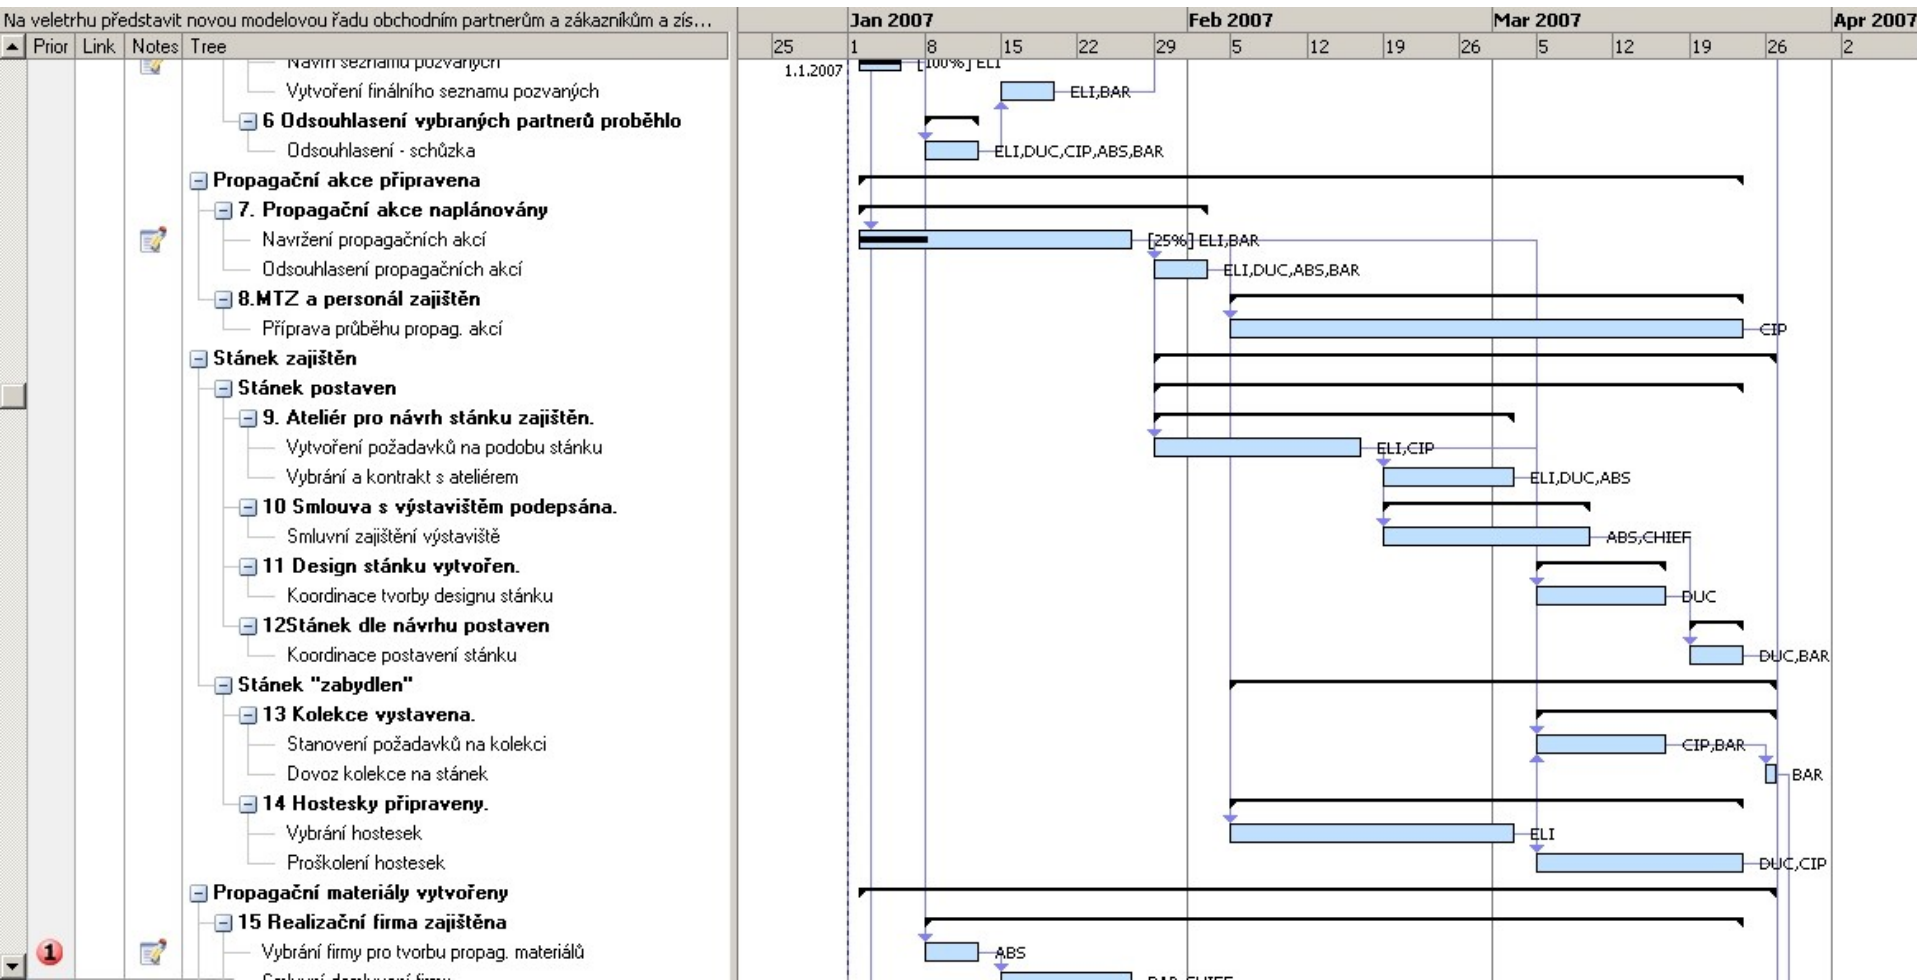 Na veletrhu představit novou modelovou řadu obchodním partnerům a zákazníkům a zís...
Jan 2007 Feb 2007 Mar 2007 Apr 2007
Prior Link Notes Tree 25 1 8 15 22 29 5 12 19 26 5 12 19 26 2
Návrh seznamu pozvaných 1.1.2007 [100%] ELI
Vytvoření finálního seznamu pozvaných ELI,BAR
6 Odsouhlasení vybraných partnerů proběhlo
Odsouhlasení - schůzka ELI,DUC,CIP,ABS,BAR
Propagační akce připravena
7. Propagační akce naplánovány
Navržení propagačních akcí [25%] ELI,BAR
Odsouhlasení propagačních akcí ELI,DUC,ABS,BAR
8.MTZ a personál zajištěn
Příprava průběhu propag. akcí CIP
Stánek zajištěn
Stánek postaven
9. Ateliér pro návrh stánku zajištěn.
Vytvoření požadavků na podobu stánku ELI,CIP
Vybrání a kontrakt s ateliérem ELI,DUC,ABS
10 Smlouva s výstavištěm podepsána.
Smluvní zajištění výstaviště ABS,CHIEF
11 Design stánku vytvořen.
Koordinace tvorby designu stánku DUC
12Stánek dle návrhu postaven
Koordinace postavení stánku DUC,BAR
Stánek "zabydlen"
13 Kolekce vystavena.
Stanovení požadavků na kolekci CIP,BAR
Dovoz kolekce na stánek BAR
14 Hostesky připraveny.
Vybrání hostesek ELI
Proškolení hostesek DUC,CIP
Propagační materiály vytvořeny
15 Realizační firma zajištěna
1 Vybrání firmy pro tvorbu propag. materiálů ABS